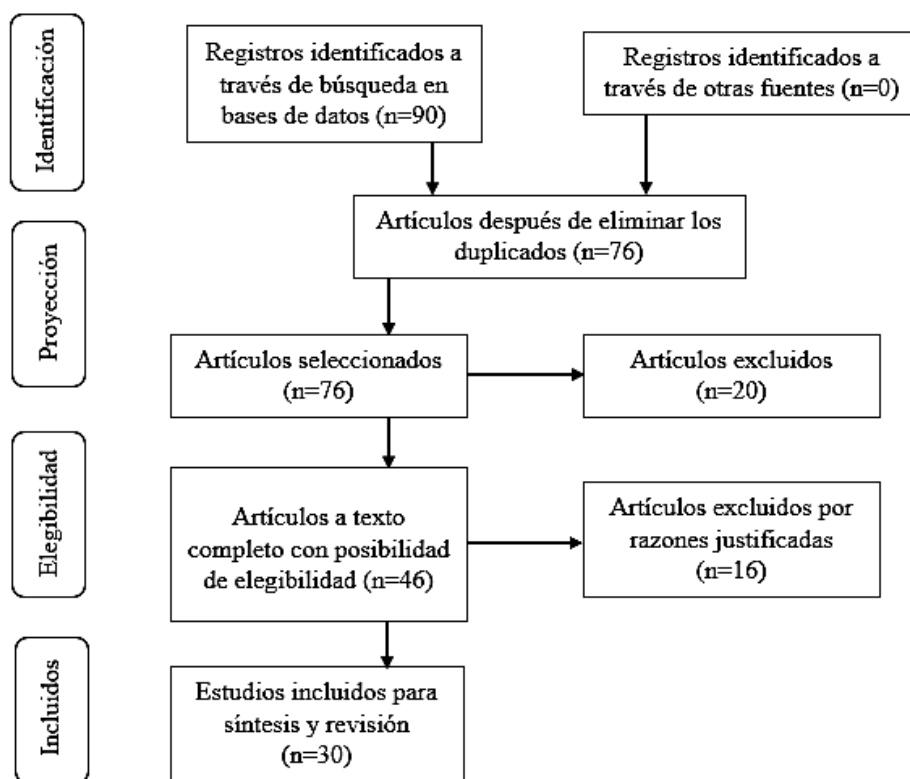 Identificación
Registros identificados a
través de búsqueda en
bases de datos (n=90)
Registros identificados a
través de otras fuentes (n=0)
Proyección
Artículos después de eliminar los
duplicados (n=76)
Artículos seleccionados
(n=76)
Artículos excluidos
(n=20)
Elegibilidad
Artículos a texto
completo con posibilidad
de elegibilidad (n=46)
Artículos excluidos por
razones justificadas
(n=16)
Incluidos
Estudios incluidos para
síntesis y revisión
(n=30)